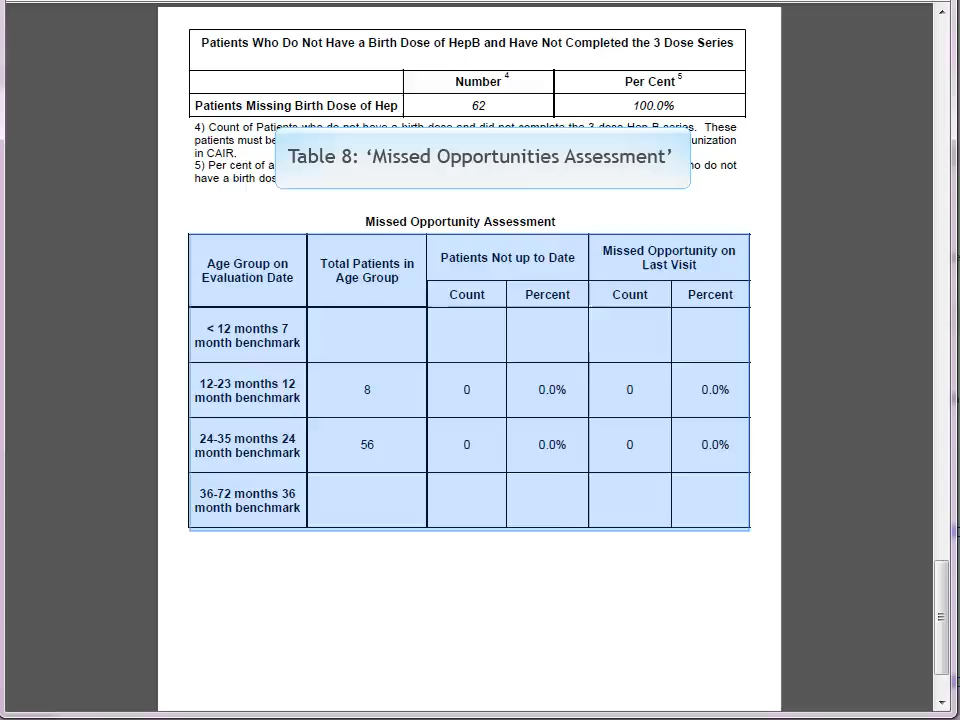 Patients Who Do Not Have a Birth Dose of HepB and Have Not Completed the 3 Dose Series
Number 4 Per Cent 5
Patients Missing Birth Dose of Hep 62 100.0%
4) Count of Patients who do not have a birth dose and did not complete the 3 dose Hep B series. These
patients must be unization
in CAIR.
5) Per cent of a ho do not
have a birth dos
Table 8: ‘Missed Opportunities Assessment’
Missed Opportunity Assessment
Age Group on Evaluation Date Total Patients in Age Group Patients Not up to Date Missed Opportunity on Last Visit
Count Percent Count Percent
< 12 months 7
month benchmark
12-23 months 12
month benchmark 8 0 0.0% 0 0.0%
24-35 months 24
month benchmark 56 0 0.0% 0 0.0%
36-72 months 36
month benchmark